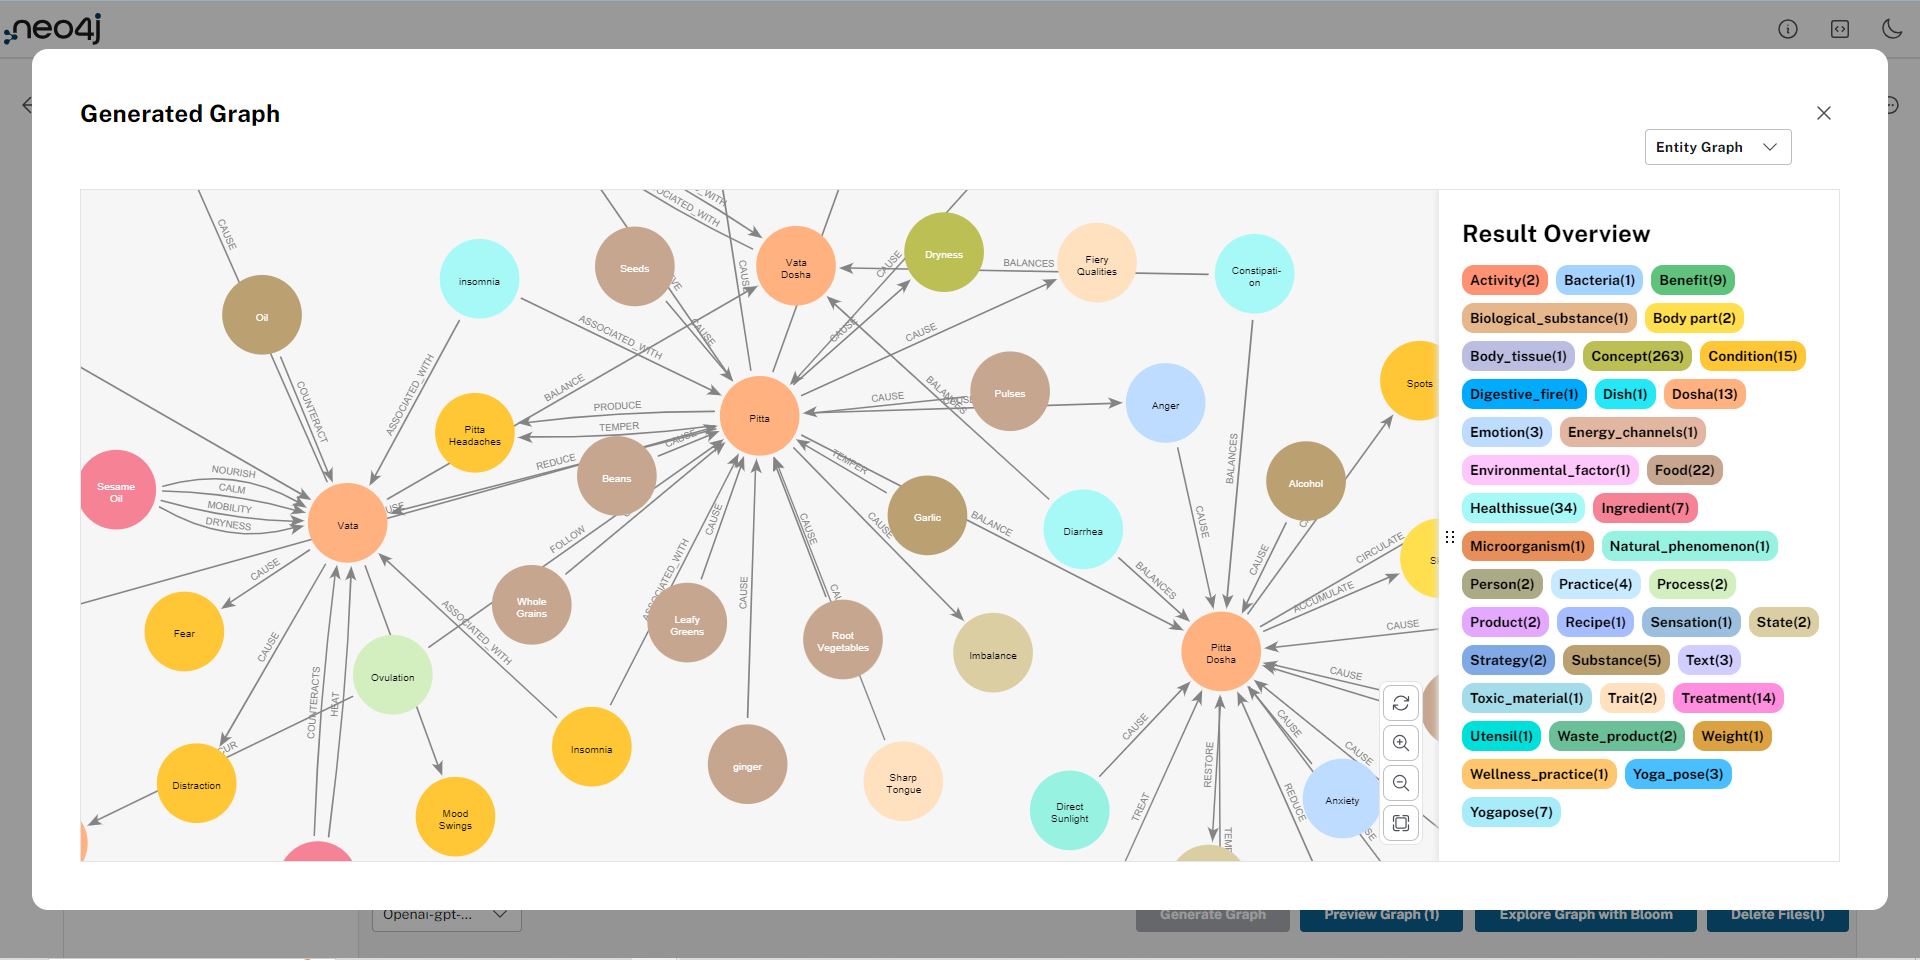 neo4j
Generated Graph
Entity Graph
CAUSE
CIATED_WITH
_WITH
insomnia
Seeds
Vata
Dosha
CAUSE
Dryness
BALANCES
Fiery
Qualities
Constipati-
on
CAUSE
Oil
ASSOCIATED_WITH
CAUSE
CAUSE
CAUSE
COUNTERACT
ASSOCIATED_WITH
BALANCE
BALANCES
Pulses
Anger
Spots
PRODUCE
Pitta
CAUSE
CAUSE
Pitta
Headaches
TEMPER
CAUSE
REDUCE
Beans
TEMPER
BALANCES
Alcohol
Sesame
Oil
NOURISH
CALM
MOBILITY
DRYNESS
Vata
FOLLOW
CAUSE
CAUSE
CAUSE
Garlic
BALANCE
Diarrhea
CAUSE
CAUSE
CIRCULATE
CAUSE
ASSOCIATED_WITH
CAUSE
BALANCES
ACCUMULATE
Fear
Whole
Grains
ASSOCIATED_WITH
Leafy
Greens
Root
Vegetables
Imbalance
Pitta
Dosha
CAUSE
CAUSE
COUNTERACTS
HEAT
Ovulation
CAUSE
CAUSE
CAUSE
CAUSE
RESTORE
Distraction
Insomnia
ginger
Sharp
Tongue
TREAT
REDUCE
Anxiety
Mood
Swings
Direct
Sunlight
Result Overview
Activity(2) Bacteria(1) Benefit(9)
Biological_substance(1) Body part(2)
Body_tissue(1) Concept(263) Condition(15)
Digestive_fire(1) Dish(1) Dosha(13)
Emotion(3) Energy_channels(1)
Environmental_factor(1) Food(22)
Healthissue(34) Ingredient(7)
Microorganism(1) Natural_phenomenon(1)
Person(2) Practice(4) Process(2)
Product(2) Recipe(1) Sensation(1) State(2)
Strategy(2) Substance(5) Text(3)
Toxic_material(1) Trait(2) Treatment(14)
Utensil(1) Waste_product(2) Weight(1)
Wellness_practice(1) Yoga_pose(3)
Yogapose(7)
Openai-gpt-... Generate Graph Preview Graph (1) Explore Graph with Bloom Delete Files(1)